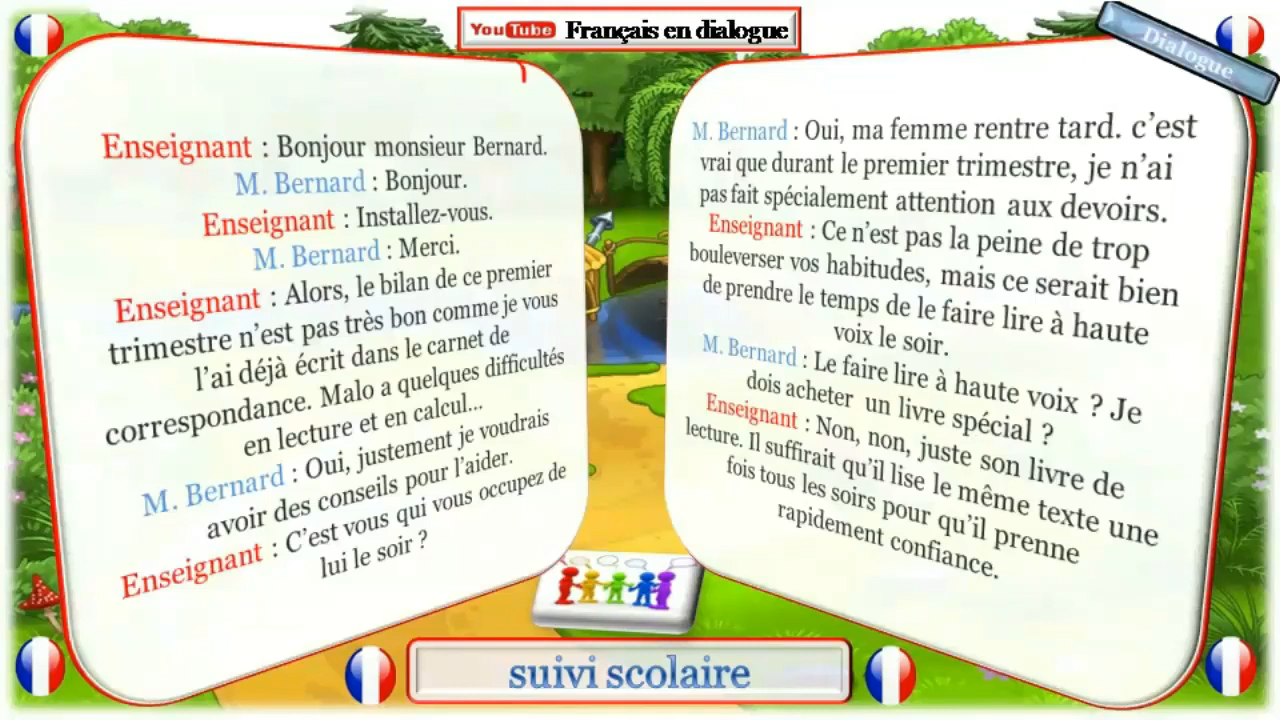 YouTube Français en dialogue
Dialogue
Enseignant : Bonjour monsieur Bernard.
M. Bernard : Bonjour.
Enseignant : Installez-vous.
M. Bernard : Merci.
Enseignant : Alors, le bilan de ce premier
trimestre n'est pas très bon comme je vous
l'ai déjà écrit dans le carnet de
correspondance. Malo a quelques difficultés
en lecture et en calcul...
M. Bernard : Oui, justement je voudrais
avoir des conseils pour l'aider.
Enseignant : C'est vous qui vous occupez de
lui le soir ?
M. Bernard : Oui, ma femme rentre tard. c'est
vrai que durant le premier trimestre, je n'ai
pas fait spécialement attention aux devoirs.
Enseignant : Ce n'est pas la peine de trop
bouleverser vos habitudes, mais ce serait bien
de prendre le temps de le faire lire à haute
voix le soir.
M. Bernard : Le faire lire à haute voix ? Je
dois acheter un livre spécial ?
Enseignant : Non, non, juste son livre de
lecture. Il suffirait qu'il lise le même texte une
fois tous les soirs pour qu'il prenne
rapidement confiance.
suivi scolaire